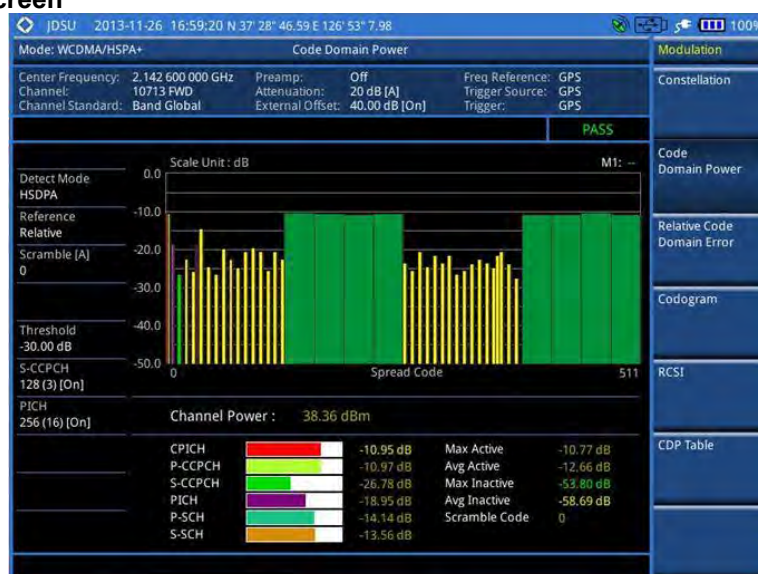 creen
JDSU 2013-11-26 16:59:20 N 37' 28" 46.59 E 126' 53" 7.98 100%
Mode: WCDMA/HSPA+ Code Domain Power Modulation
Center Frequency: 2.142 600 000 GHz Preamp: Off Freq Reference: GPS
Channel: 10713 FWD Attenuation: 20 dB [A] Trigger Source: GPS
Channel Standard: Band Global External Offset: 40.00 dB [On] Trigger: GPS
Constellation
PASS
Scale Unit : dB M1: --
Code
Domain Power
Detect Mode
HSDPA
Reference
Relative
Scramble [A]
0
Threshold
-30.00 dB
S-CCPCH
128 (3) [On]
PICH
256 (16) [On]
0.0
-10.0
-20.0
-30.0
-40.0
-50.0
0 Spread Code 511
Relative Code
Domain Error
Codogram
RCSI
CDP Table
Channel Power : 38.36 dBm
CPICH -10.95 dB Max Active -10.77 dB
P-CCPCH -10.97 dB Avg Active -12.66 dB
S-CCPCH -26.78 dB Max Inactive -53.80 dB
PICH -18.95 dB Avg Inactive -58.69 dB
P-SCH -14.14 dB Scramble Code 0
S-SCH -13.56 dB